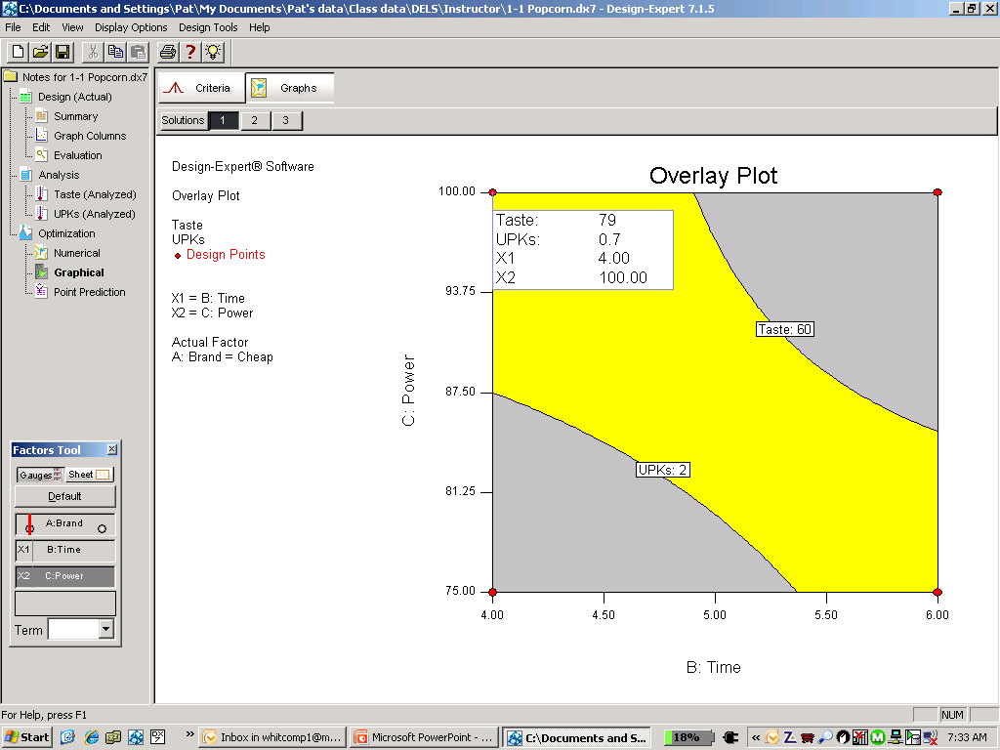 C:\Documents and Settings\Pat\My Documents\Pat's data\Class data\DELS\Instructor\1-1 Popcorn.dx7 - Design-Expert 7.1.5
File Edit View Display Options Design Tools Help
Notes for 1-1 Popcorn.dx7
Design (Actual)
Summary
Graph Columns
Evaluation
Analysis
Taste (Analyzed)
UPKs (Analyzed)
Optimization
Numerical
Graphical
Point Prediction
Factors Tool
Gauges Sheet
Default
A:Brand
X1 B:Time
X2 C:Power
Term
Criteria Graphs
Solutions 1 2 3
Design-Expert® Software
Overlay Plot
Taste
UPKs
Design Points
X1 = B: Time
X2 = C: Power
Actual Factor
A: Brand = Cheap
Overlay Plot
100.00
93.75
87.50
81.25
75.00
C: Power
Taste: 79
UPKs: 0.7
X1 4.00
X2 100.00
Taste: 60
UPKs: 2
4.00 4.50 5.00 5.50 6.00
B: Time
For Help, press F1
NUM
Start
Inbox in whitcomp1@m...
Microsoft PowerPoint - ...
C:\Documents and S...
18%
7:33 AM